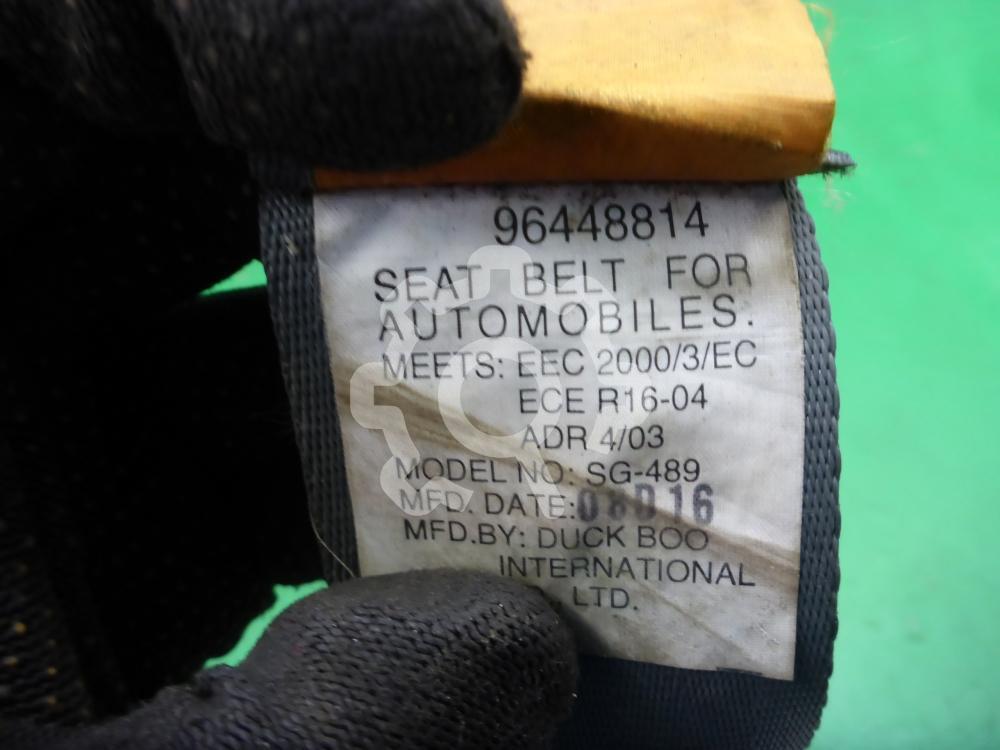 96448814
SEAT BELT FOR
AUTOMOBILES.
MEETS: EEC 2000/3/EC
ECE R16-04
ADR 4/03
MODEL NO: SG-489
MFD. DATE: 08D16
MFD.BY: DUCK BOO
INTERNATIONAL
LTD.